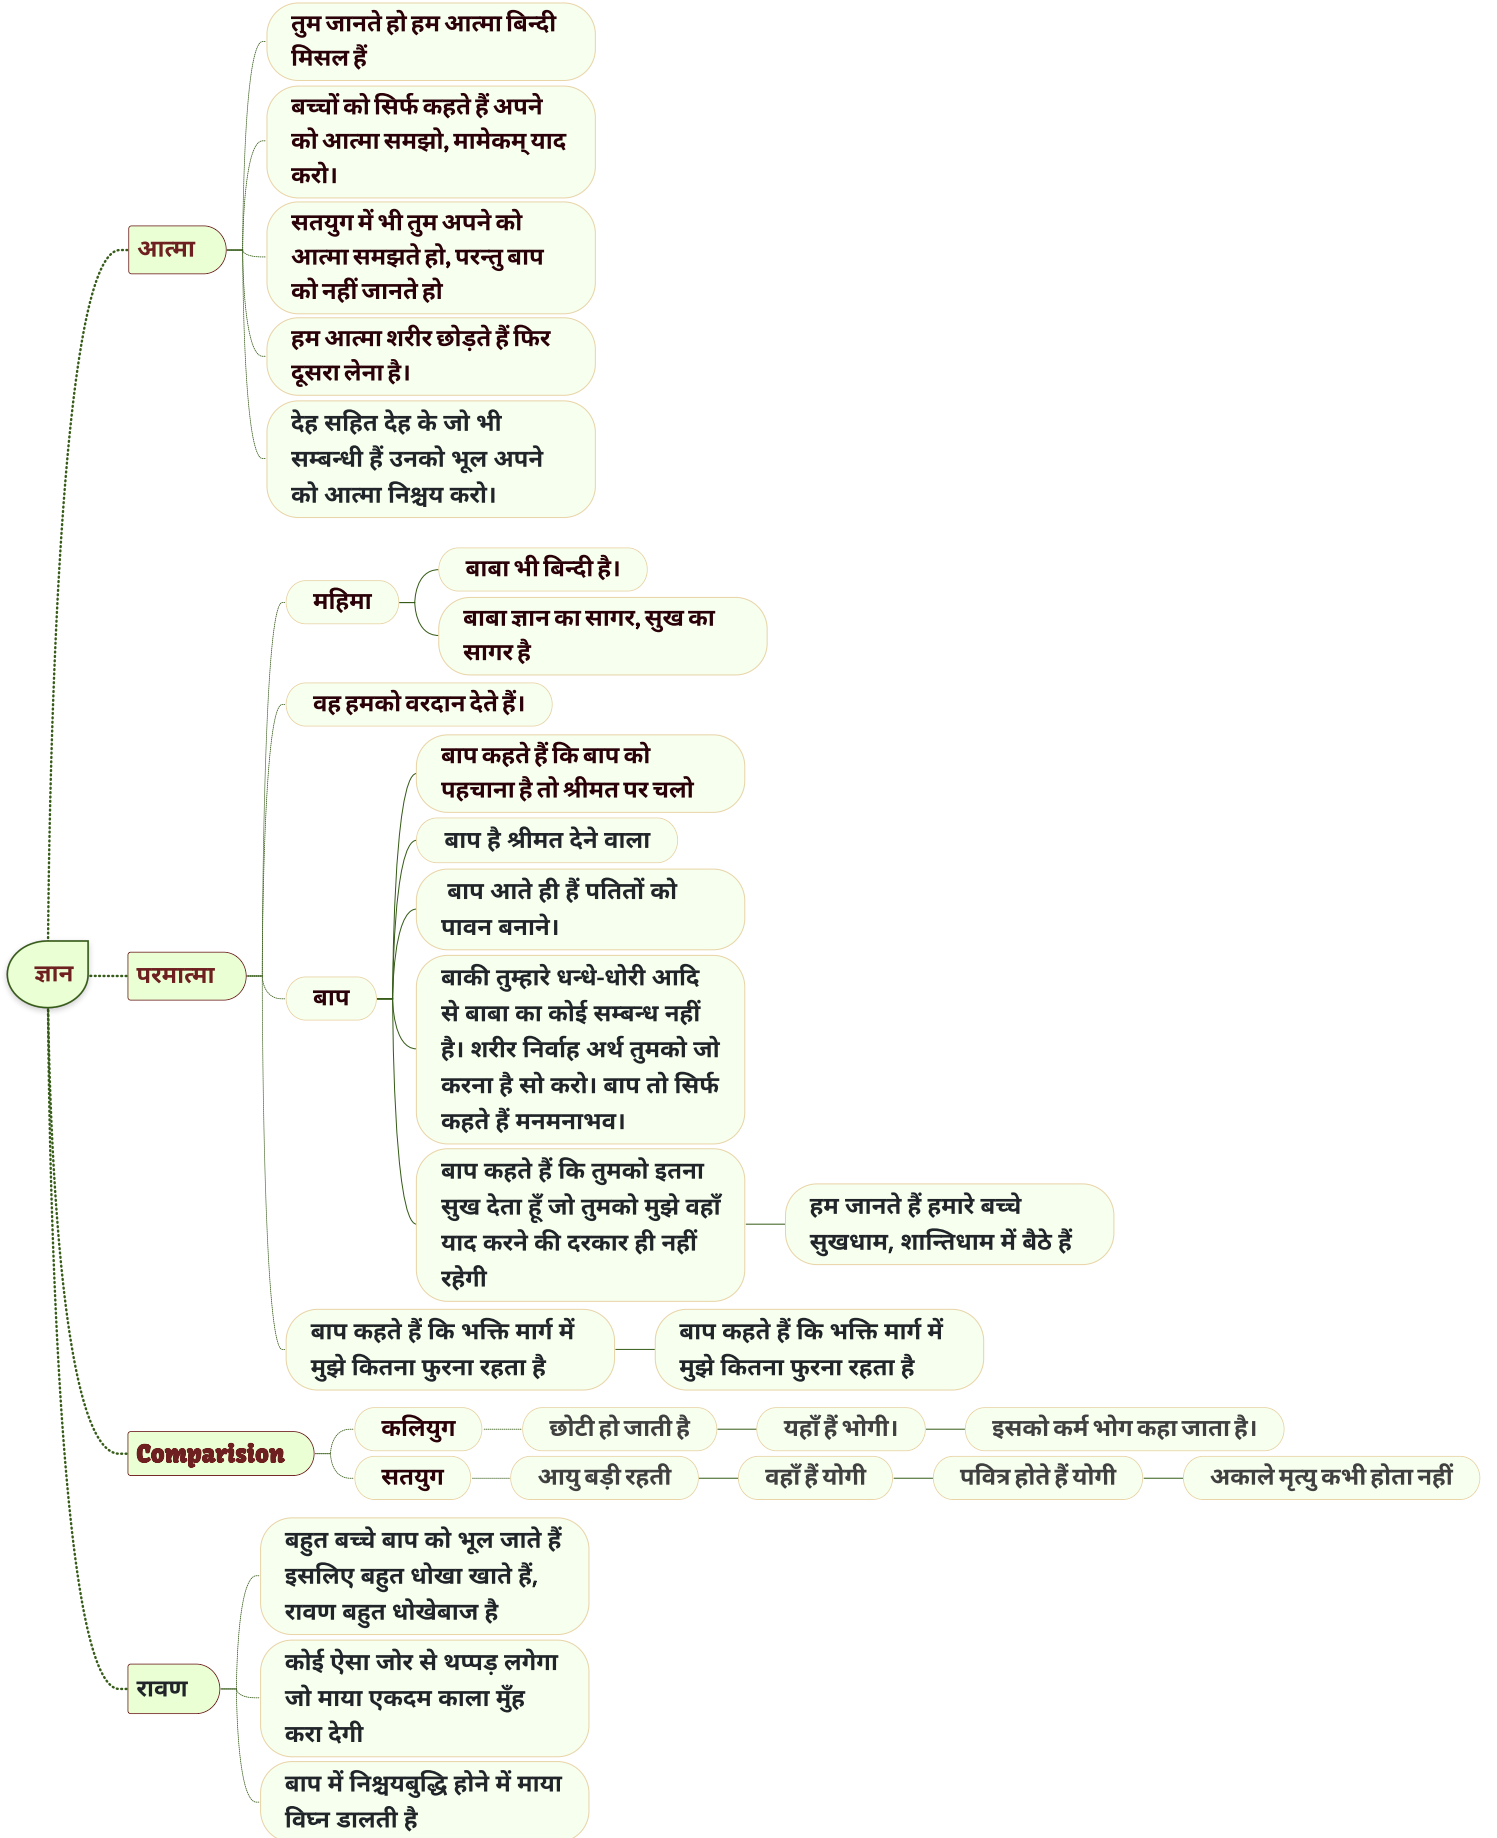 तुम जानते हो हम आत्मा बिन्दी
मिसल हैं
बच्चों को सिर्फ कहते हैं अपने
को आत्मा समझो, मामेकम् याद
करो।
सतयुग में भी तुम अपने को
आत्मा समझते हो, परन्तु बाप
को नहीं जानते हो
आत्मा
हम आत्मा शरीर छोड़ते हैं फिर
दूसरा लेना है।
देह सहित देह के जो भी
सम्बन्धी हैं उनको भूल अपने
को आत्मा निश्चय करो।
महिमा
बाबा भी बिन्दी है।
बाबा ज्ञान का सागर, सुख का
सागर है
वह हमको वरदान देते हैं।
बाप कहते हैं कि बाप को
पहचाना है तो श्रीमत पर चलो
बाप है श्रीमत देने वाला
बाप आते ही हैं पतितों को
पावन बनाने।
ज्ञान
परमात्मा
बाप
बाकी तुम्हारे धन्धे-धोरी आदि
से बाबा का कोई सम्बन्ध नहीं
है। शरीर निर्वाह अर्थ तुमको जो
करना है सो करो। बाप तो सिर्फ
कहते हैं मनमनाभव।
बाप कहते हैं कि तुमको इतना
सुख देता हूँ जो तुमको मुझे वहाँ
याद करने की दरकार ही नहीं
रहेगी
हम जानते हैं हमारे बच्चे
सुखधाम, शान्तिधाम में बैठे हैं
बाप कहते हैं कि भक्ति मार्ग में
मुझे कितना फुरना रहता है
बाप कहते हैं कि भक्ति मार्ग में
मुझे कितना फुरना रहता है
Comparision
कलियुग
छोटी हो जाती है
यहाँ हैं भोगी।
इसको कर्म भोग कहा जाता है।
सतयुग
आयु बड़ी रहती
वहाँ हैं योगी
पवित्र होते हैं योगी
अकाले मृत्यु कभी होता नहीं
बहुत बच्चे बाप को भूल जाते हैं
इसलिए बहुत धोखा खाते हैं,
रावण बहुत धोखेबाज है
रावण
कोई ऐसा जोर से थप्पड़ लगेगा
जो माया एकदम काला मुँह
करा देगी
बाप में निश्चयबुद्धि होने में माया
विघ्न डालती है